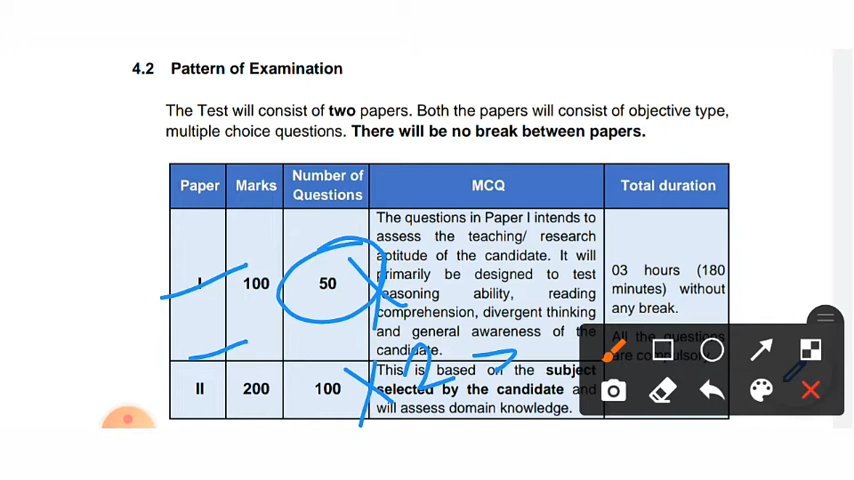 4.2 Pattern of Examination
The Test will consist of two papers. Both the papers will consist of objective type,
multiple choice questions. There will be no break between papers.
Paper Marks Number of Questions MCQ Total duration
I 100 50
The questions in Paper I intends to
assess the teaching/ research
aptitude of the candidate. It will
primarily be designed to test
reasoning ability, reading
comprehension, divergent thinking
and general awareness of the
candidate.
03 hours (180
minutes) without
any break.
All the questions
are compulsory.
II 200 100
This is based on the subject
selected by the candidate and
will assess domain knowledge.
x 2